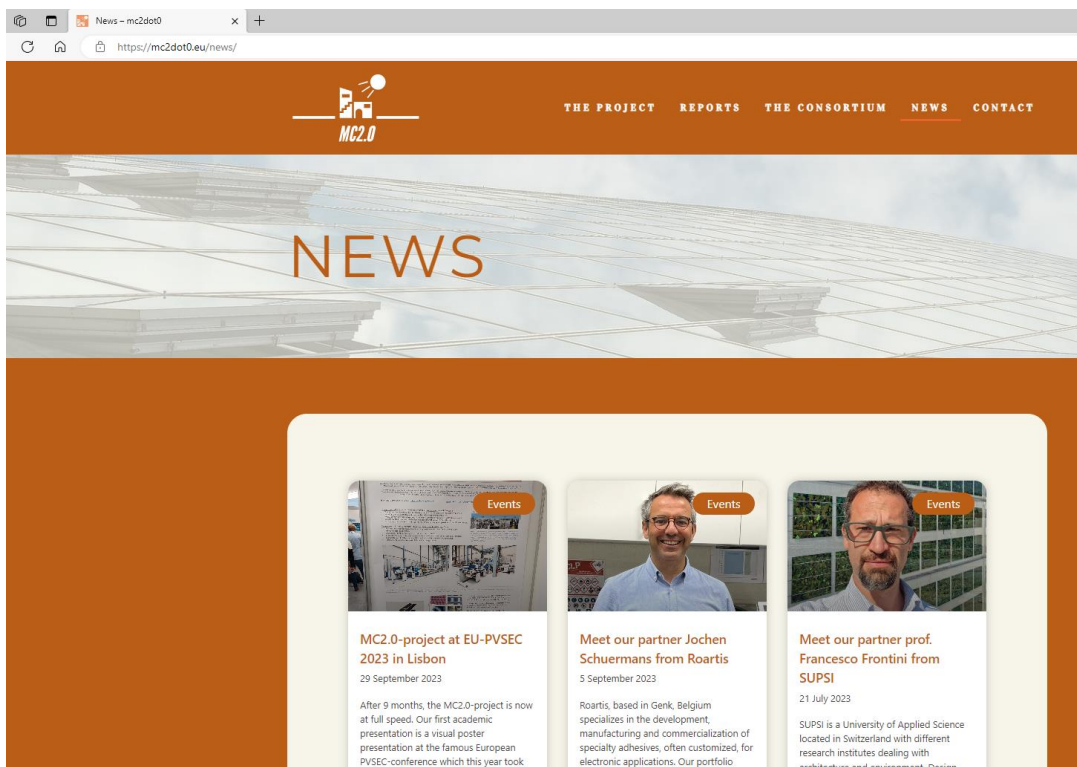 News – mc2dot0
https://mc2dot0.eu/news/
MC2.0
THE PROJECT REPORTS THE CONSORTIUM NEWS CONTACT
NEWS
Events
MC2.0-project at EU-PVSEC
2023 in Lisbon
29 September 2023
After 9 months, the MC2.0-project is now
at full speed. Our first academic
presentation is a visual poster
presentation at the famous European
PVSEC-conference which this year took
Events
Meet our partner Jochen
Schuermans from Roartis
5 September 2023
Roartis, based in Genk, Belgium
specializes in the development,
manufacturing and commercialization of
specialty adhesives, often customized, for
electronic applications. Our portfolio
Events
Meet our partner prof.
Francesco Frontini from
SUPSI
21 July 2023
SUPSI is a University of Applied Science
located in Switzerland with different
research institutes dealing with
architecture and environment. Design